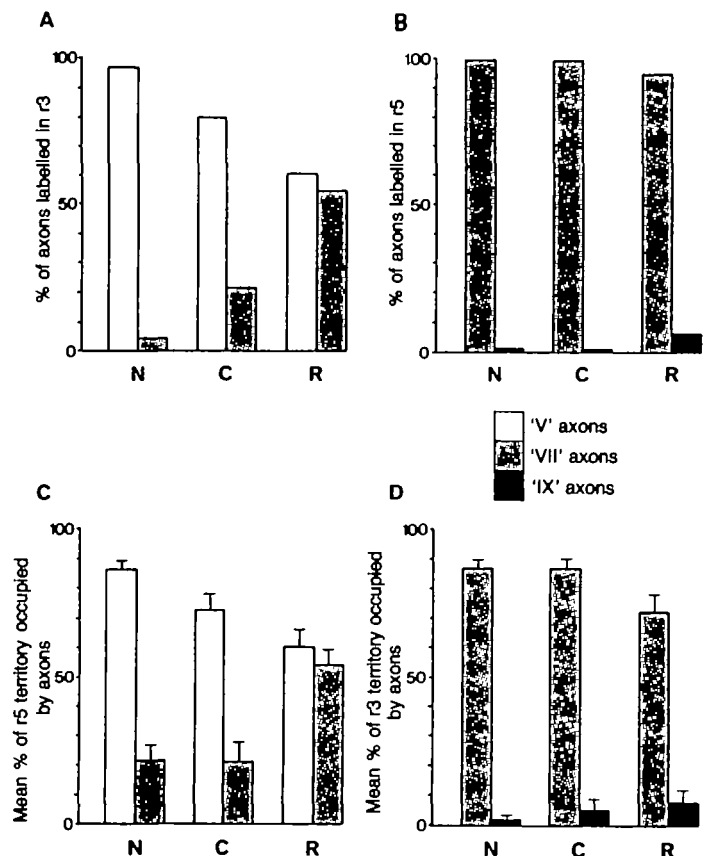 A
% of axons labelled in r3
100
50
0
N C R
B
% of axons labelled in r5
100
50
0
N C R
'V' axons
'VII' axons
'IX' axons
C
Mean % of r5 territory occupied
by axons
100
50
0
N C R
D
Mean % of r3 territory occupied
by axons
100
50
0
N C R